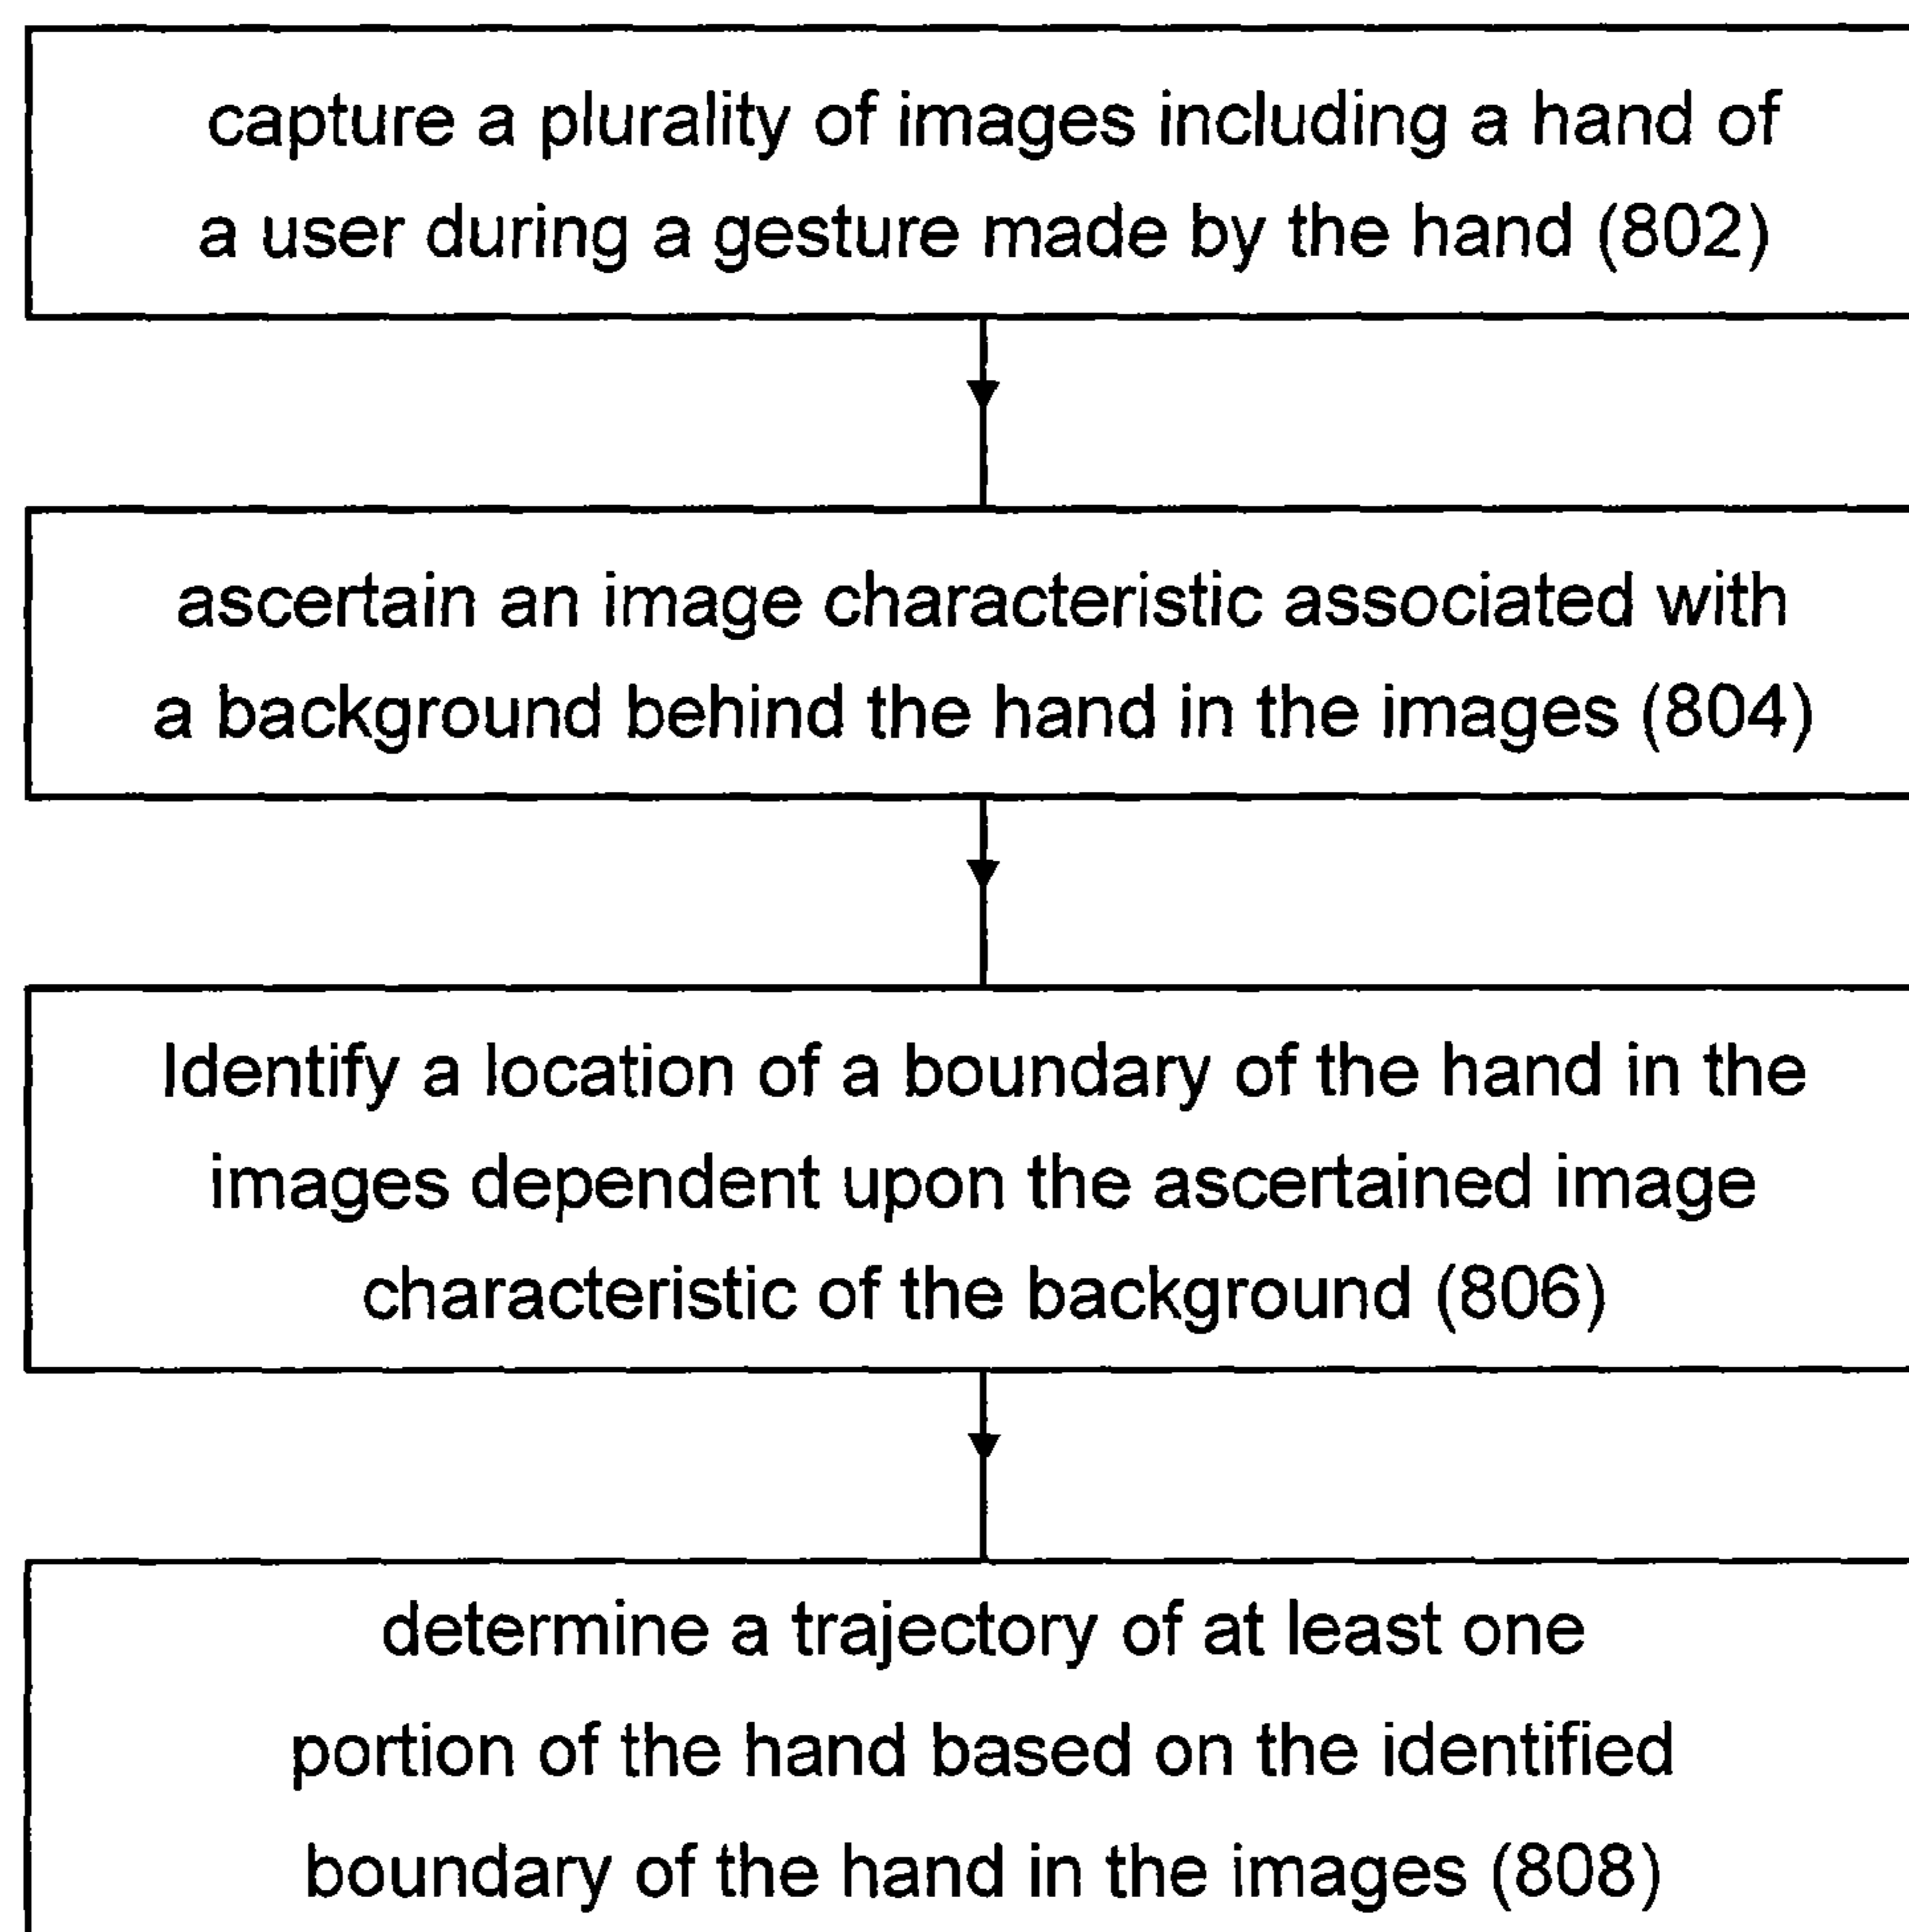 capture a plurality of images including a hand of
a user during a gesture made by the hand (802)
ascertain an image characteristic associated with
a background behind the hand in the images (804)
Identify a location of a boundary of the hand in the
images dependent upon the ascertained image
characteristic of the background (806)
determine a trajectory of at least one
portion of the hand based on the identified
boundary of the hand in the images (808)